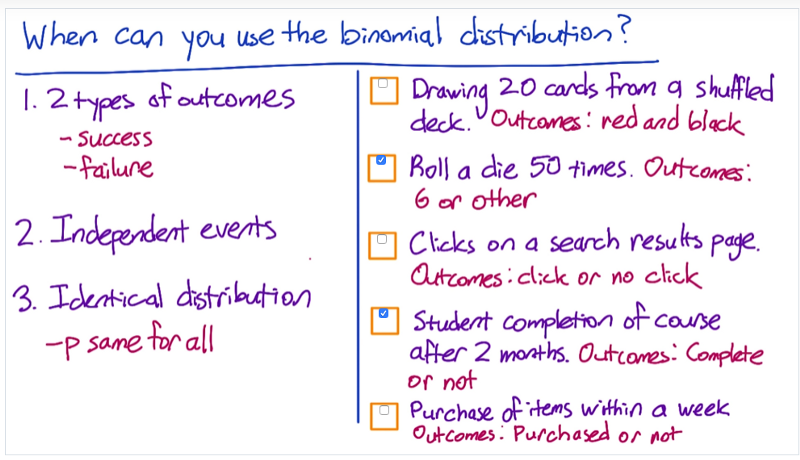 When can you use the binomial distribution?
1. 2 types of outcomes
- success
- failure
2. Independent events
3. Identical distribution
- p same for all
Drawing 20 cards from a shuffled
deck. Outcomes: red and black
Roll a die 50 times. Outcomes:
6 or other
Clicks on a search results page.
Outcomes: click or no click
Student completion of course
after 2 months. Outcomes: Complete
or not
Purchase of items within a week
Outcomes: Purchased or not